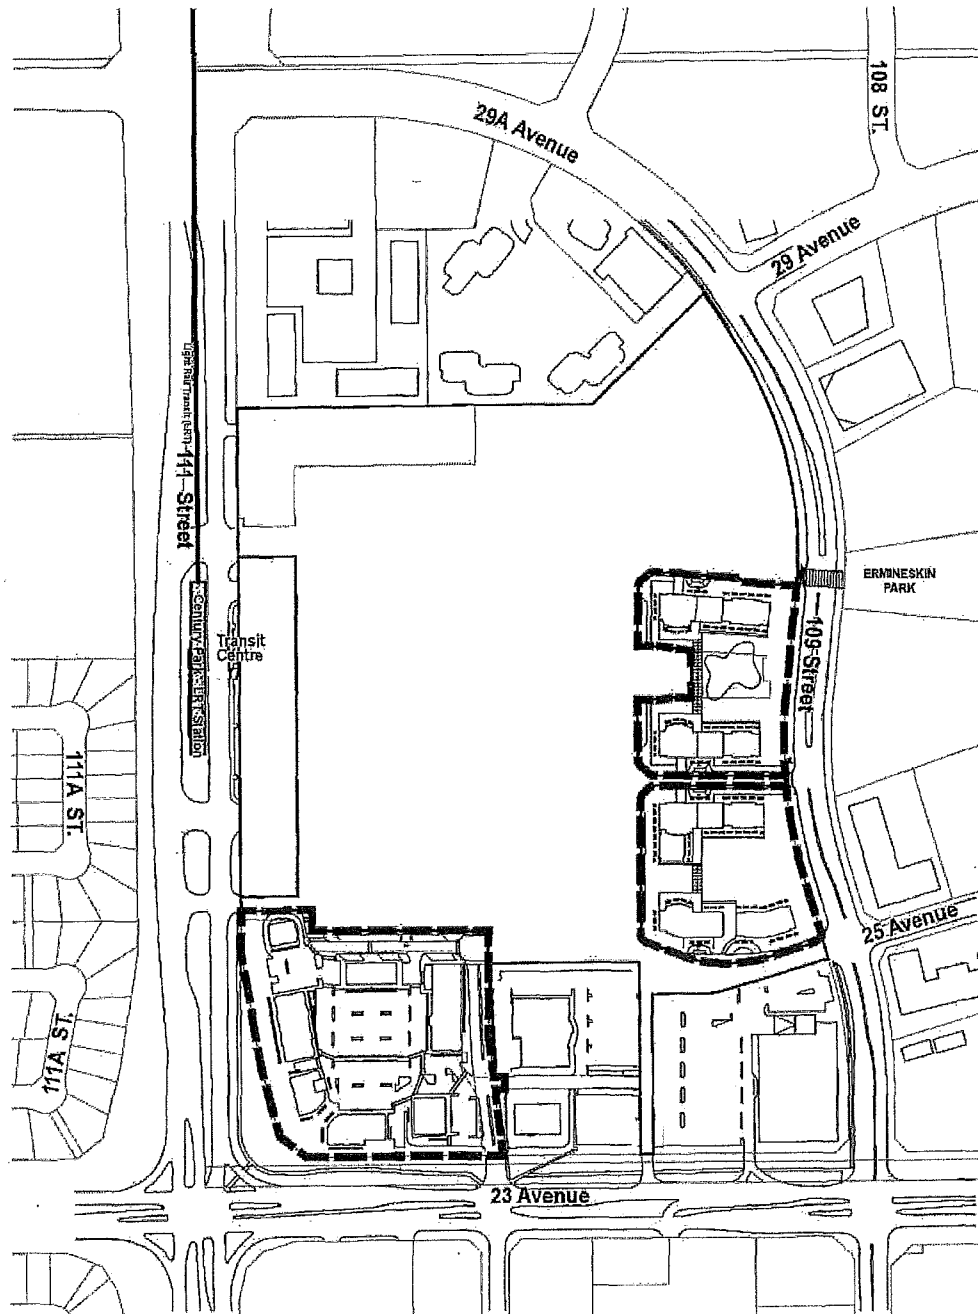 29A Avenue
108 ST.
29 Avenue
Light Rail Transit (LRT)
111 Street
ERMINESKIN
PARK
Century Park LRT Station
Transit
Centre
109 Street
111A ST.
25 Avenue
111A ST.
23 Avenue